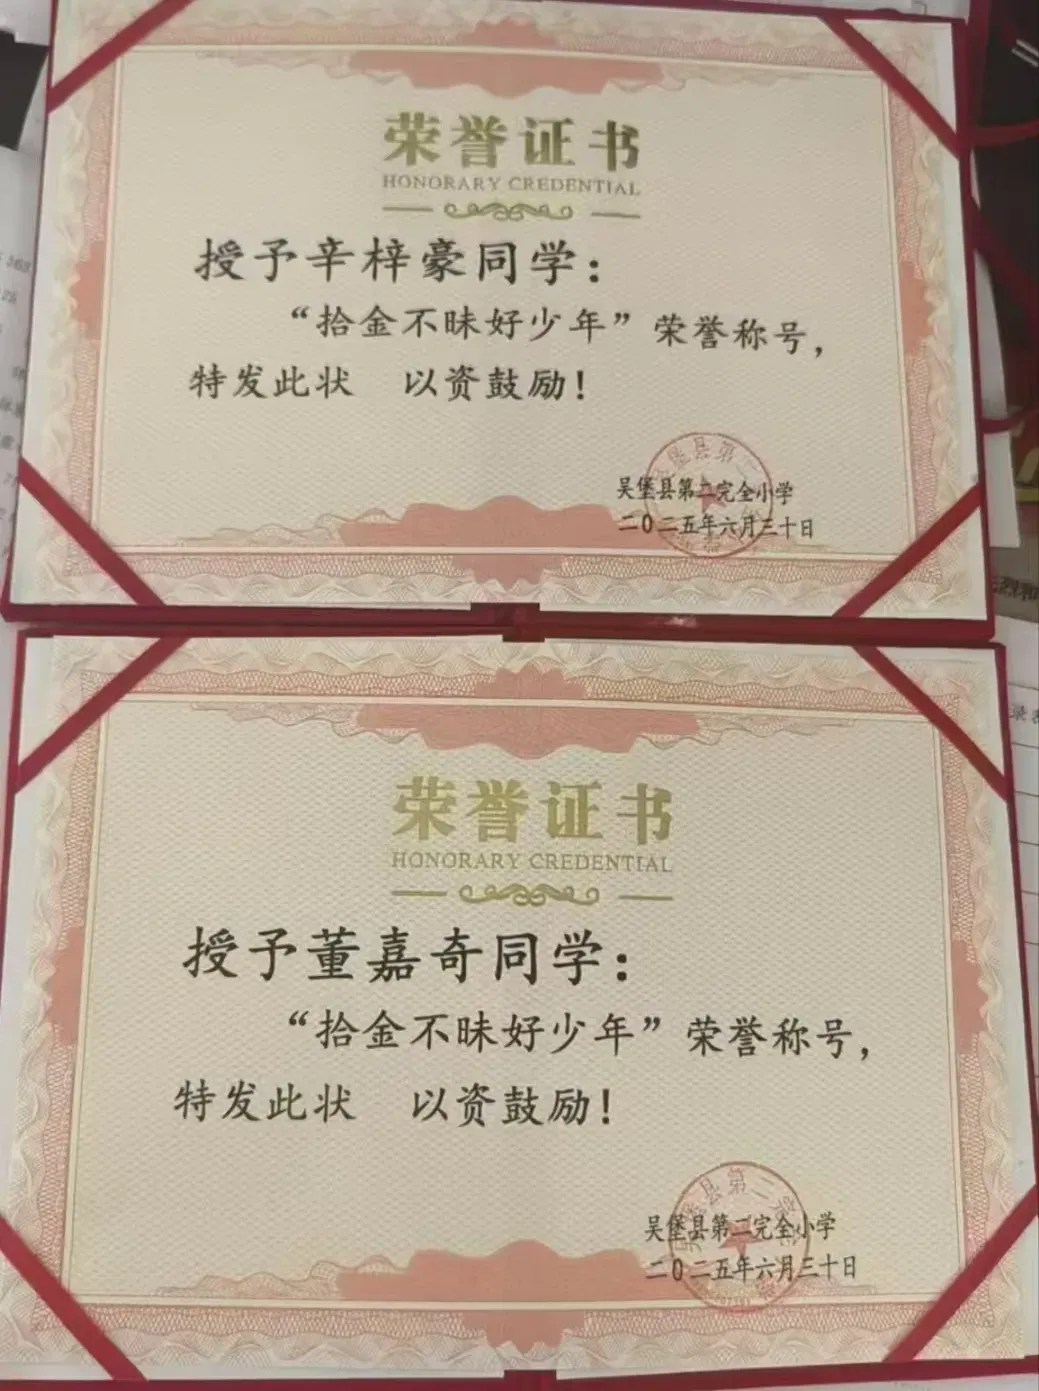 荣誉证书
HONORARY CREDENTIAL
授予辛梓豪同学：
“拾金不昧好少年”荣誉称号，
特发此状　以资鼓励！
吴堡县第二完全小学
二〇二五年六月三十日
荣誉证书
HONORARY CREDENTIAL
授予董嘉奇同学：
“拾金不昧好少年”荣誉称号，
特发此状　以资鼓励！
吴堡县第二完全小学
二〇二五年六月三十日